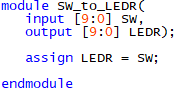 module SW_to_LEDR(
input [9:0] SW,
output [9:0] LEDR);
assign LEDR = SW;
endmodule